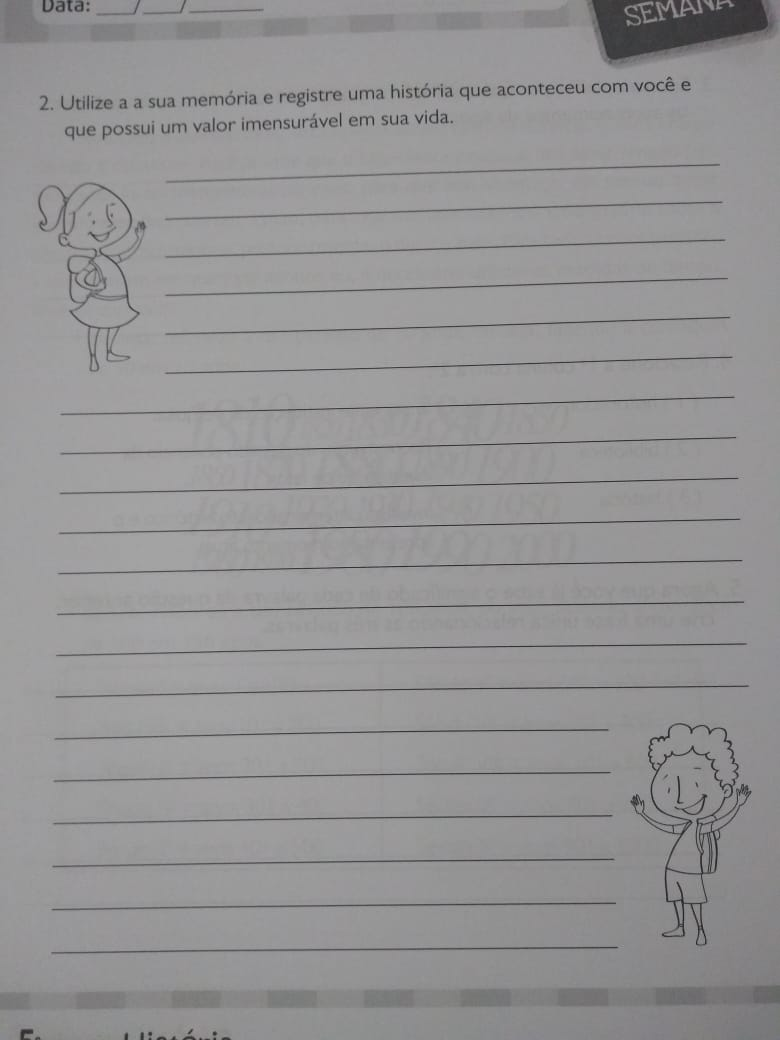 Data: ___/___/_____
SEMANA
2. Utilize a a sua memória e registre uma história que aconteceu com você e
que possui um valor imensurável em sua vida.